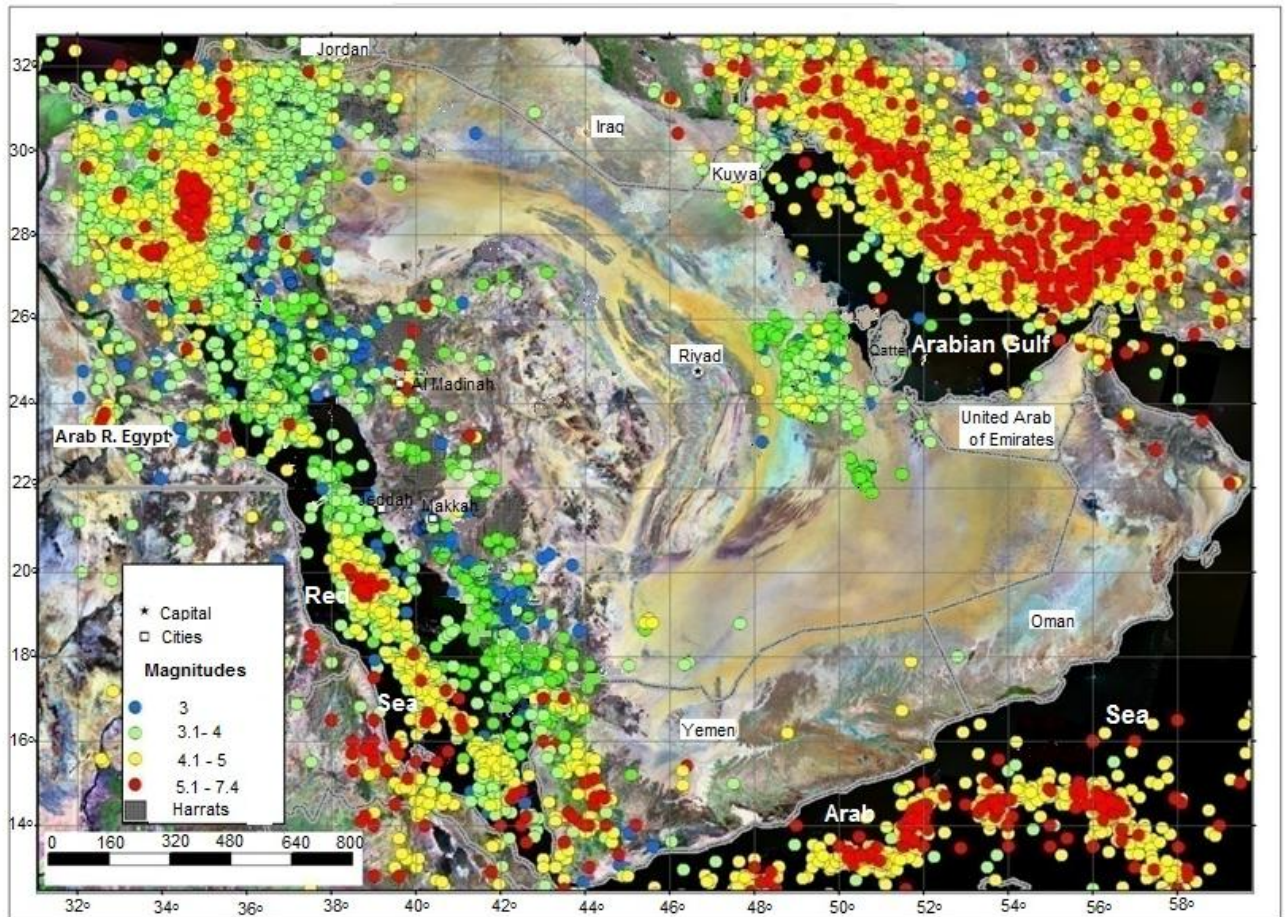 Jordan
32°
Iraq
30°
Kuwai
28°
26°
Riyad
Qatter
Arabian Gulf
Al Madinah
24°
United Arab
of Emirates
Arab R. Egypt
22°
Jeddah
Makkah
20°
Red
Oman
18°
Sea
Yemen
Sea
16°
Arab
14°
Capital
Cities
Magnitudes
3
3.1- 4
4.1 - 5
5.1 - 7.4
Harrats
0 160 320 480 640 800
32° 34° 36° 38° 40° 42° 44° 46° 48° 50° 52° 54° 56° 58°